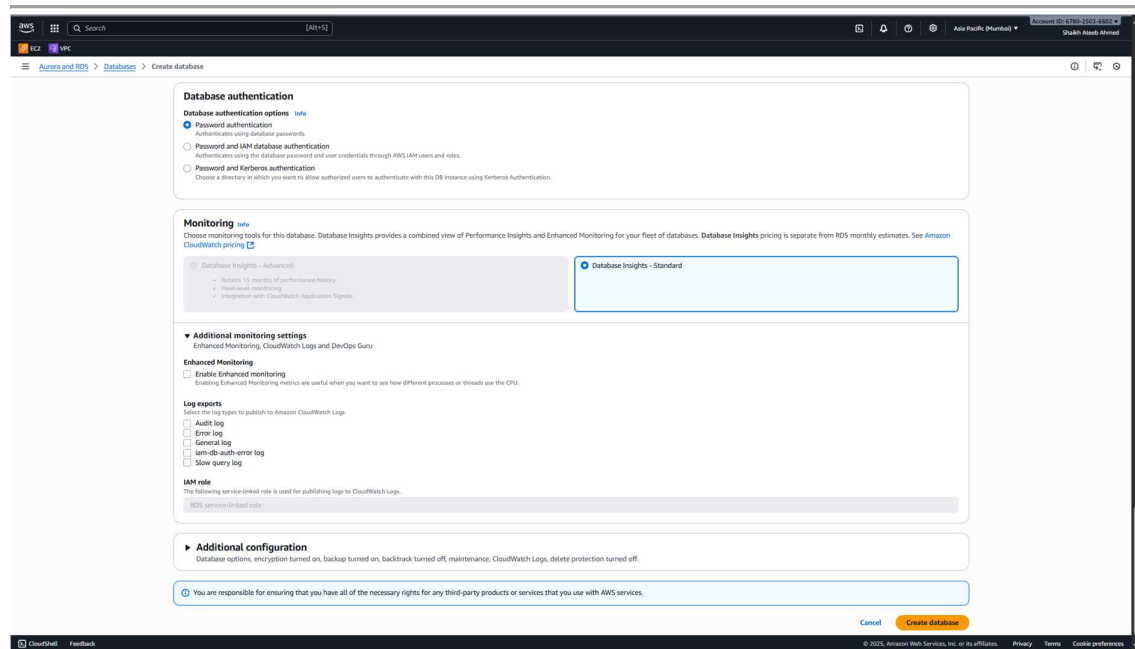 aws
Search
[Alt+S]
Asia Pacific (Mumbai)
Account ID: 6780-2503-6602
Shaikh Ateeb Ahmed
EC2 VPC
Aurora and RDS > Databases > Create database
Database authentication
Database authentication options Info
Password authentication
Authenticates using database passwords.
Password and IAM database authentication
Authenticates using the database password and user credentials through AWS IAM users and roles.
Password and Kerberos authentication
Choose a directory in which you want to allow authorized users to authenticate with this DB instance using Kerberos Authentication.
Monitoring Info
Choose monitoring tools for this database. Database Insights provides a combined view of Performance Insights and Enhanced Monitoring for your fleet of databases. Database Insights pricing is separate from RDS monthly estimates. See Amazon
CloudWatch pricing
Database Insights - Advanced
Retains 15 months of performance history
Fleet-level monitoring
Integration with CloudWatch Application Signals
Database Insights - Standard
Additional monitoring settings
Enhanced Monitoring, CloudWatch Logs and DevOps Guru
Enhanced Monitoring
Enable Enhanced monitoring
Enabling Enhanced Monitoring metrics are useful when you want to see how different processes or threads use the CPU.
Log exports
Select the log types to publish to Amazon CloudWatch Logs
Audit log
Error log
General log
iam-db-auth-error log
Slow query log
IAM role
The following service-linked role is used for publishing logs to CloudWatch Logs.
RDS service-linked role
Additional configuration
Database options, encryption turned on, backup turned on, backtrack turned off, maintenance, CloudWatch Logs, delete protection turned off.
You are responsible for ensuring that you have all of the necessary rights for any third-party products or services that you use with AWS services.
Cancel Create database
CloudShell Feedback
© 2025, Amazon Web Services, Inc. or its affiliates. Privacy Terms Cookie preferences